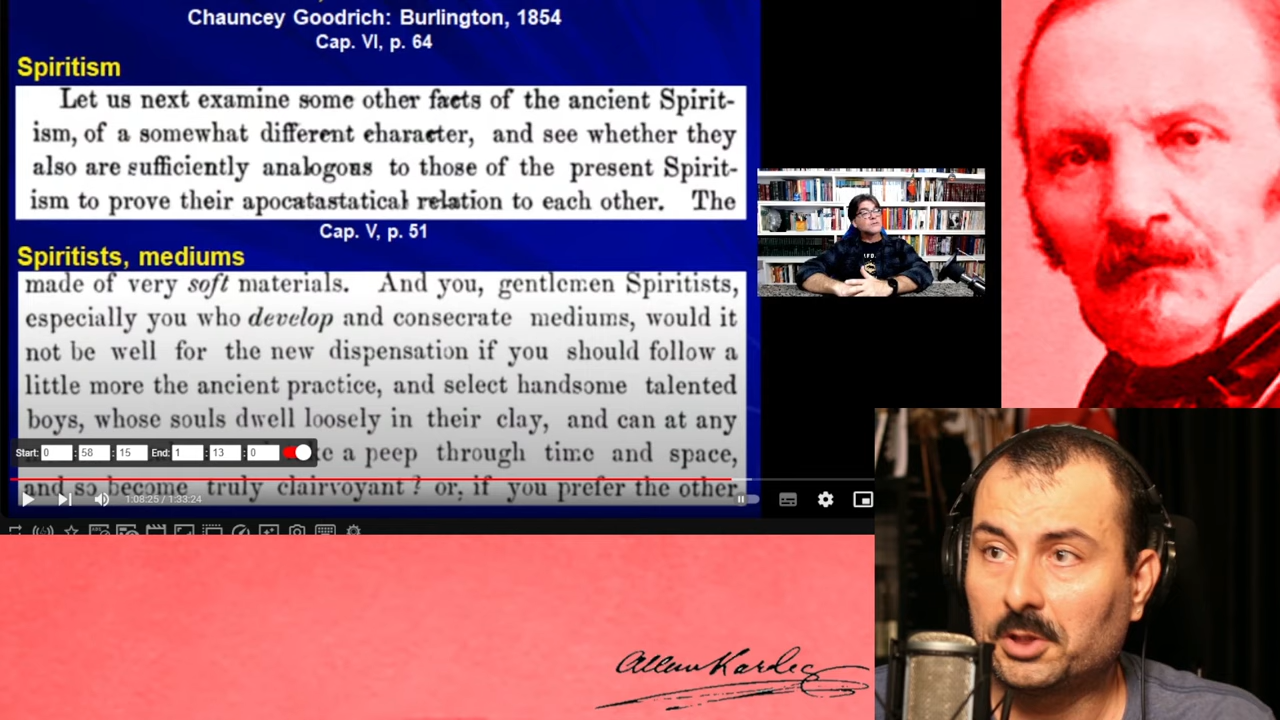 Chauncey Goodrich: Burlington, 1854
Cap. VI, p. 64
Spiritism
Let us next examine some other facts of the ancient Spirit-
ism, of a somewhat different character, and see whether they
also are sufficiently analogous to those of the present Spirit-
ism to prove their apocatastatical relation to each other. The
Cap. V, p. 51
Spiritists, mediums
made of very soft materials. And you, gentlemen Spiritists,
especially you who develop and consecrate mediums, would it
not be well for the new dispensation if you should follow a
little more the ancient practice, and select handsome talented
boys, whose souls dwell loosely in their clay, and can at any
a peep through time and space,
and so become truly clairvoyant? or, if you prefer the other
Start: 0 : 58 : 15 End: 1 : 13 : 0
1:08:25 / 1:33:24
Allan Kardec